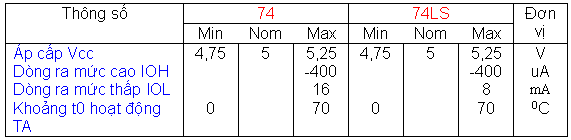 Thông số 74 74LS Đơn vị
Min Nom Max Min Nom Max
Áp cấp Vcc 4,75 5 5,25 4,75 5 5,25 V
Dòng ra mức cao IOH -400 -400 uA
Dòng ra mức thấp IOL 16 8 mA
Khoảng t0 hoạt động TA 0 70 0 70 ⁰C